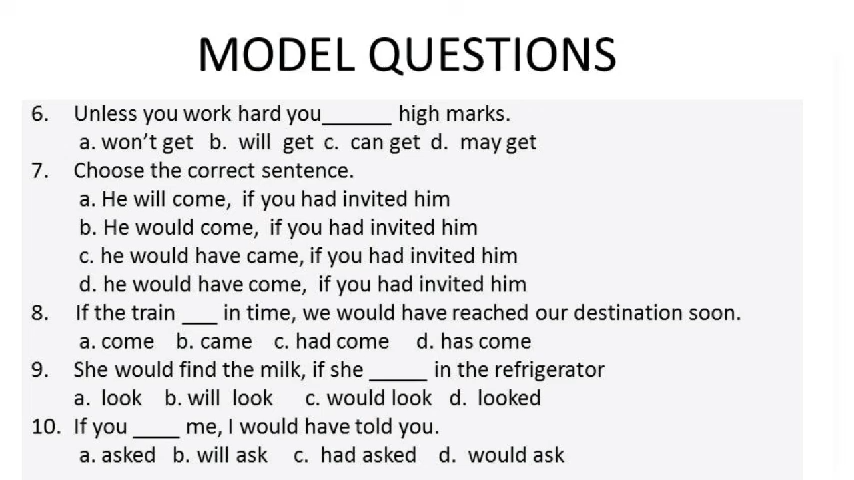 MODEL QUESTIONS
6. Unless you work hard you______ high marks.
a. won't get b. will get c. can get d. may get
7. Choose the correct sentence.
a. He will come, if you had invited him
b. He would come, if you had invited him
c. he would have came, if you had invited him
d. he would have come, if you had invited him
8. If the train ___ in time, we would have reached our destination soon.
a. come b. came c. had come d. has come
9. She would find the milk, if she _____ in the refrigerator
a. look b. will look c. would look d. looked
10. If you ____ me, I would have told you.
a. asked b. will ask c. had asked d. would ask